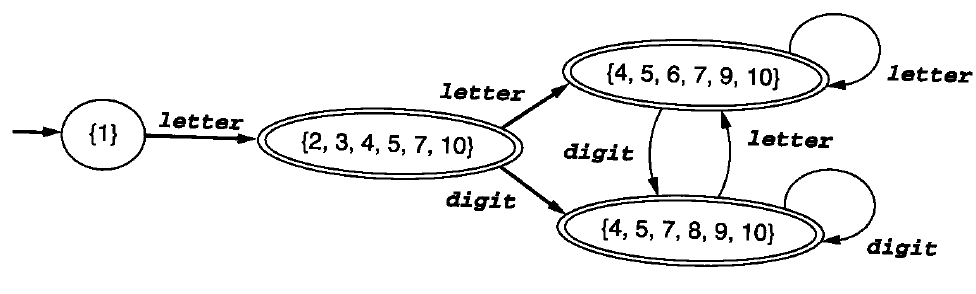 {4, 5, 6, 7, 9, 10}
letter
letter
{1}
letter
{2, 3, 4, 5, 7, 10}
digit
letter
digit
{4, 5, 7, 8, 9, 10}
digit